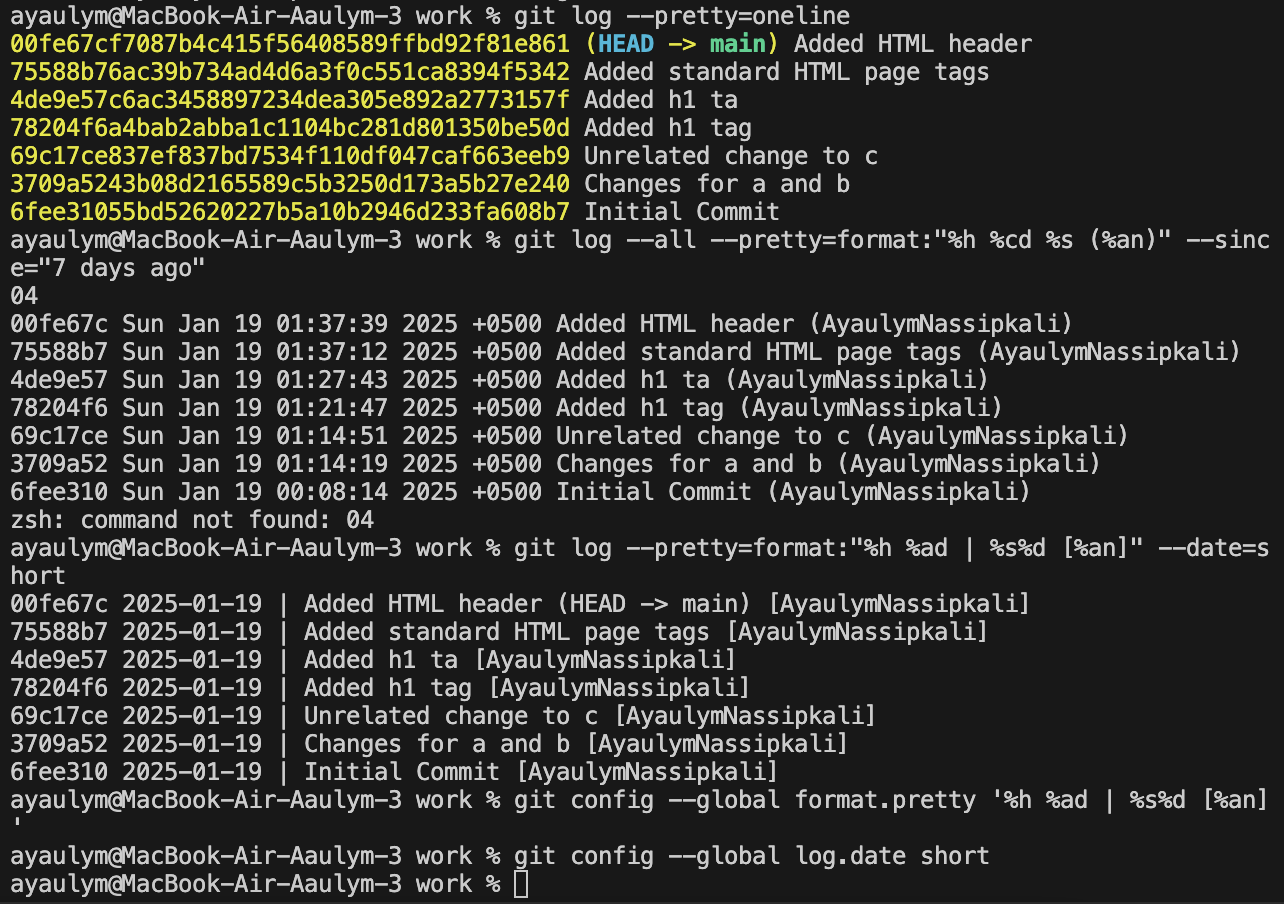 ayaulym@MacBook-Air-Aaulym-3 work % git log --pretty=oneline
00fe67cf7087b4c415f56408589ffbd92f81e861 (HEAD -> main) Added HTML header
75588b76ac39b734ad4d6a3f0c551ca8394f5342 Added standard HTML page tags
4de9e57c6ac3458897234dea305e892a2773157f Added h1 ta
78204f6a4bab2abba1c1104bc281d801350be50d Added h1 tag
69c17ce837ef837bd7534f110df047caf663eeb9 Unrelated change to c
3709a5243b08d2165589c5b3250d173a5b27e240 Changes for a and b
6fee31055bd52620227b5a10b2946d233fa608b7 Initial Commit
ayaulym@MacBook-Air-Aaulym-3 work % git log --all --pretty=format:"%h %cd %s (%an)" --sinc
e="7 days ago"
04
00fe67c Sun Jan 19 01:37:39 2025 +0500 Added HTML header (AyaulymNassipkali)
75588b7 Sun Jan 19 01:37:12 2025 +0500 Added standard HTML page tags (AyaulymNassipkali)
4de9e57 Sun Jan 19 01:27:43 2025 +0500 Added h1 ta (AyaulymNassipkali)
78204f6 Sun Jan 19 01:21:47 2025 +0500 Added h1 tag (AyaulymNassipkali)
69c17ce Sun Jan 19 01:14:51 2025 +0500 Unrelated change to c (AyaulymNassipkali)
3709a52 Sun Jan 19 01:14:19 2025 +0500 Changes for a and b (AyaulymNassipkali)
6fee310 Sun Jan 19 00:08:14 2025 +0500 Initial Commit (AyaulymNassipkali)
zsh: command not found: 04
ayaulym@MacBook-Air-Aaulym-3 work % git log --pretty=format:"%h %ad | %s%d [%an]" --date=s
hort
00fe67c 2025-01-19 | Added HTML header (HEAD -> main) [AyaulymNassipkali]
75588b7 2025-01-19 | Added standard HTML page tags [AyaulymNassipkali]
4de9e57 2025-01-19 | Added h1 ta [AyaulymNassipkali]
78204f6 2025-01-19 | Added h1 tag [AyaulymNassipkali]
69c17ce 2025-01-19 | Unrelated change to c [AyaulymNassipkali]
3709a52 2025-01-19 | Changes for a and b [AyaulymNassipkali]
6fee310 2025-01-19 | Initial Commit [AyaulymNassipkali]
ayaulym@MacBook-Air-Aaulym-3 work % git config --global format.pretty '%h %ad | %s%d [%an]
'
ayaulym@MacBook-Air-Aaulym-3 work % git config --global log.date short
ayaulym@MacBook-Air-Aaulym-3 work %